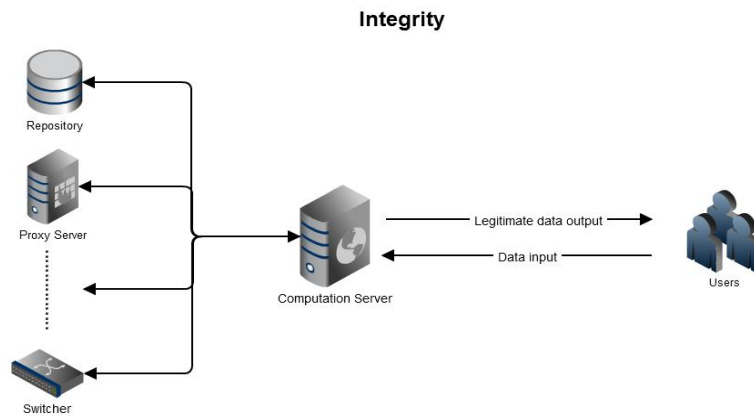 Integrity
Repository
Proxy Server
Switcher
Computation Server
Legitimate data output
Data input
Users